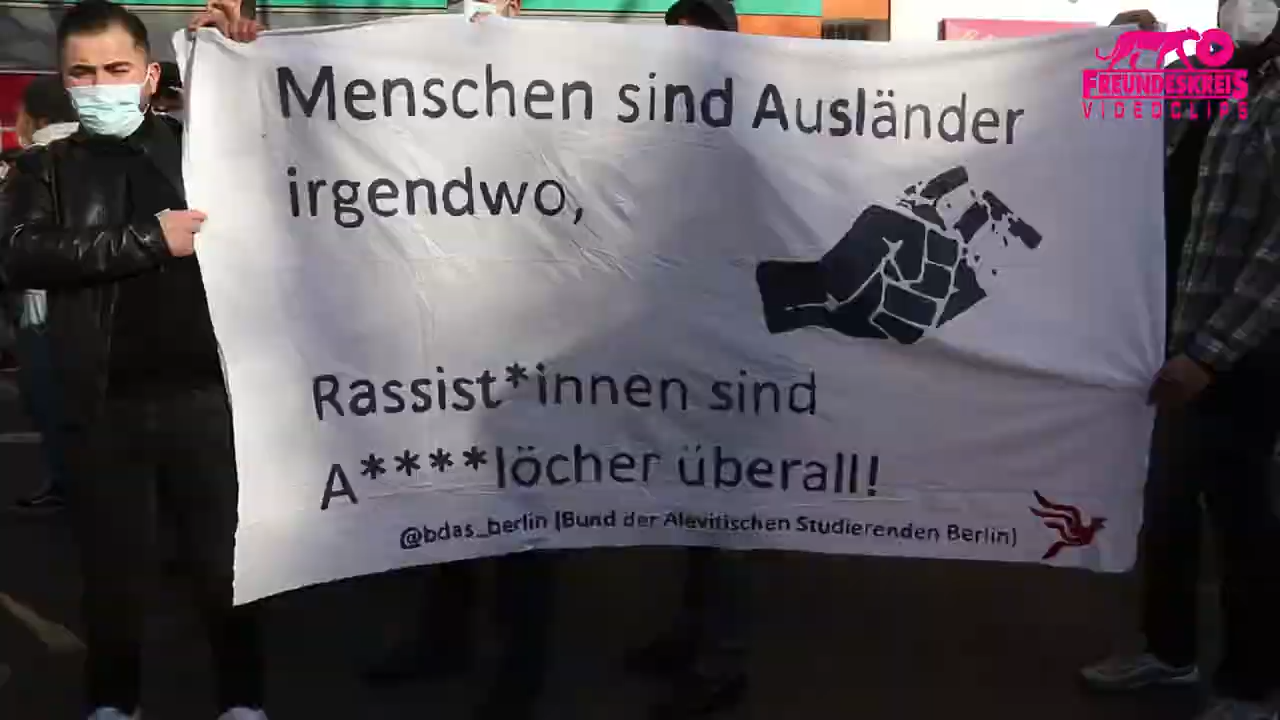 FREUNDESKREIS
VIDEOCLIPS
Menschen sind Ausländer
irgendwo,
Rassist*innen sind
A****löcher überall!
@bdas_berlin (Bund der Alevitischen Studierenden Berlin)